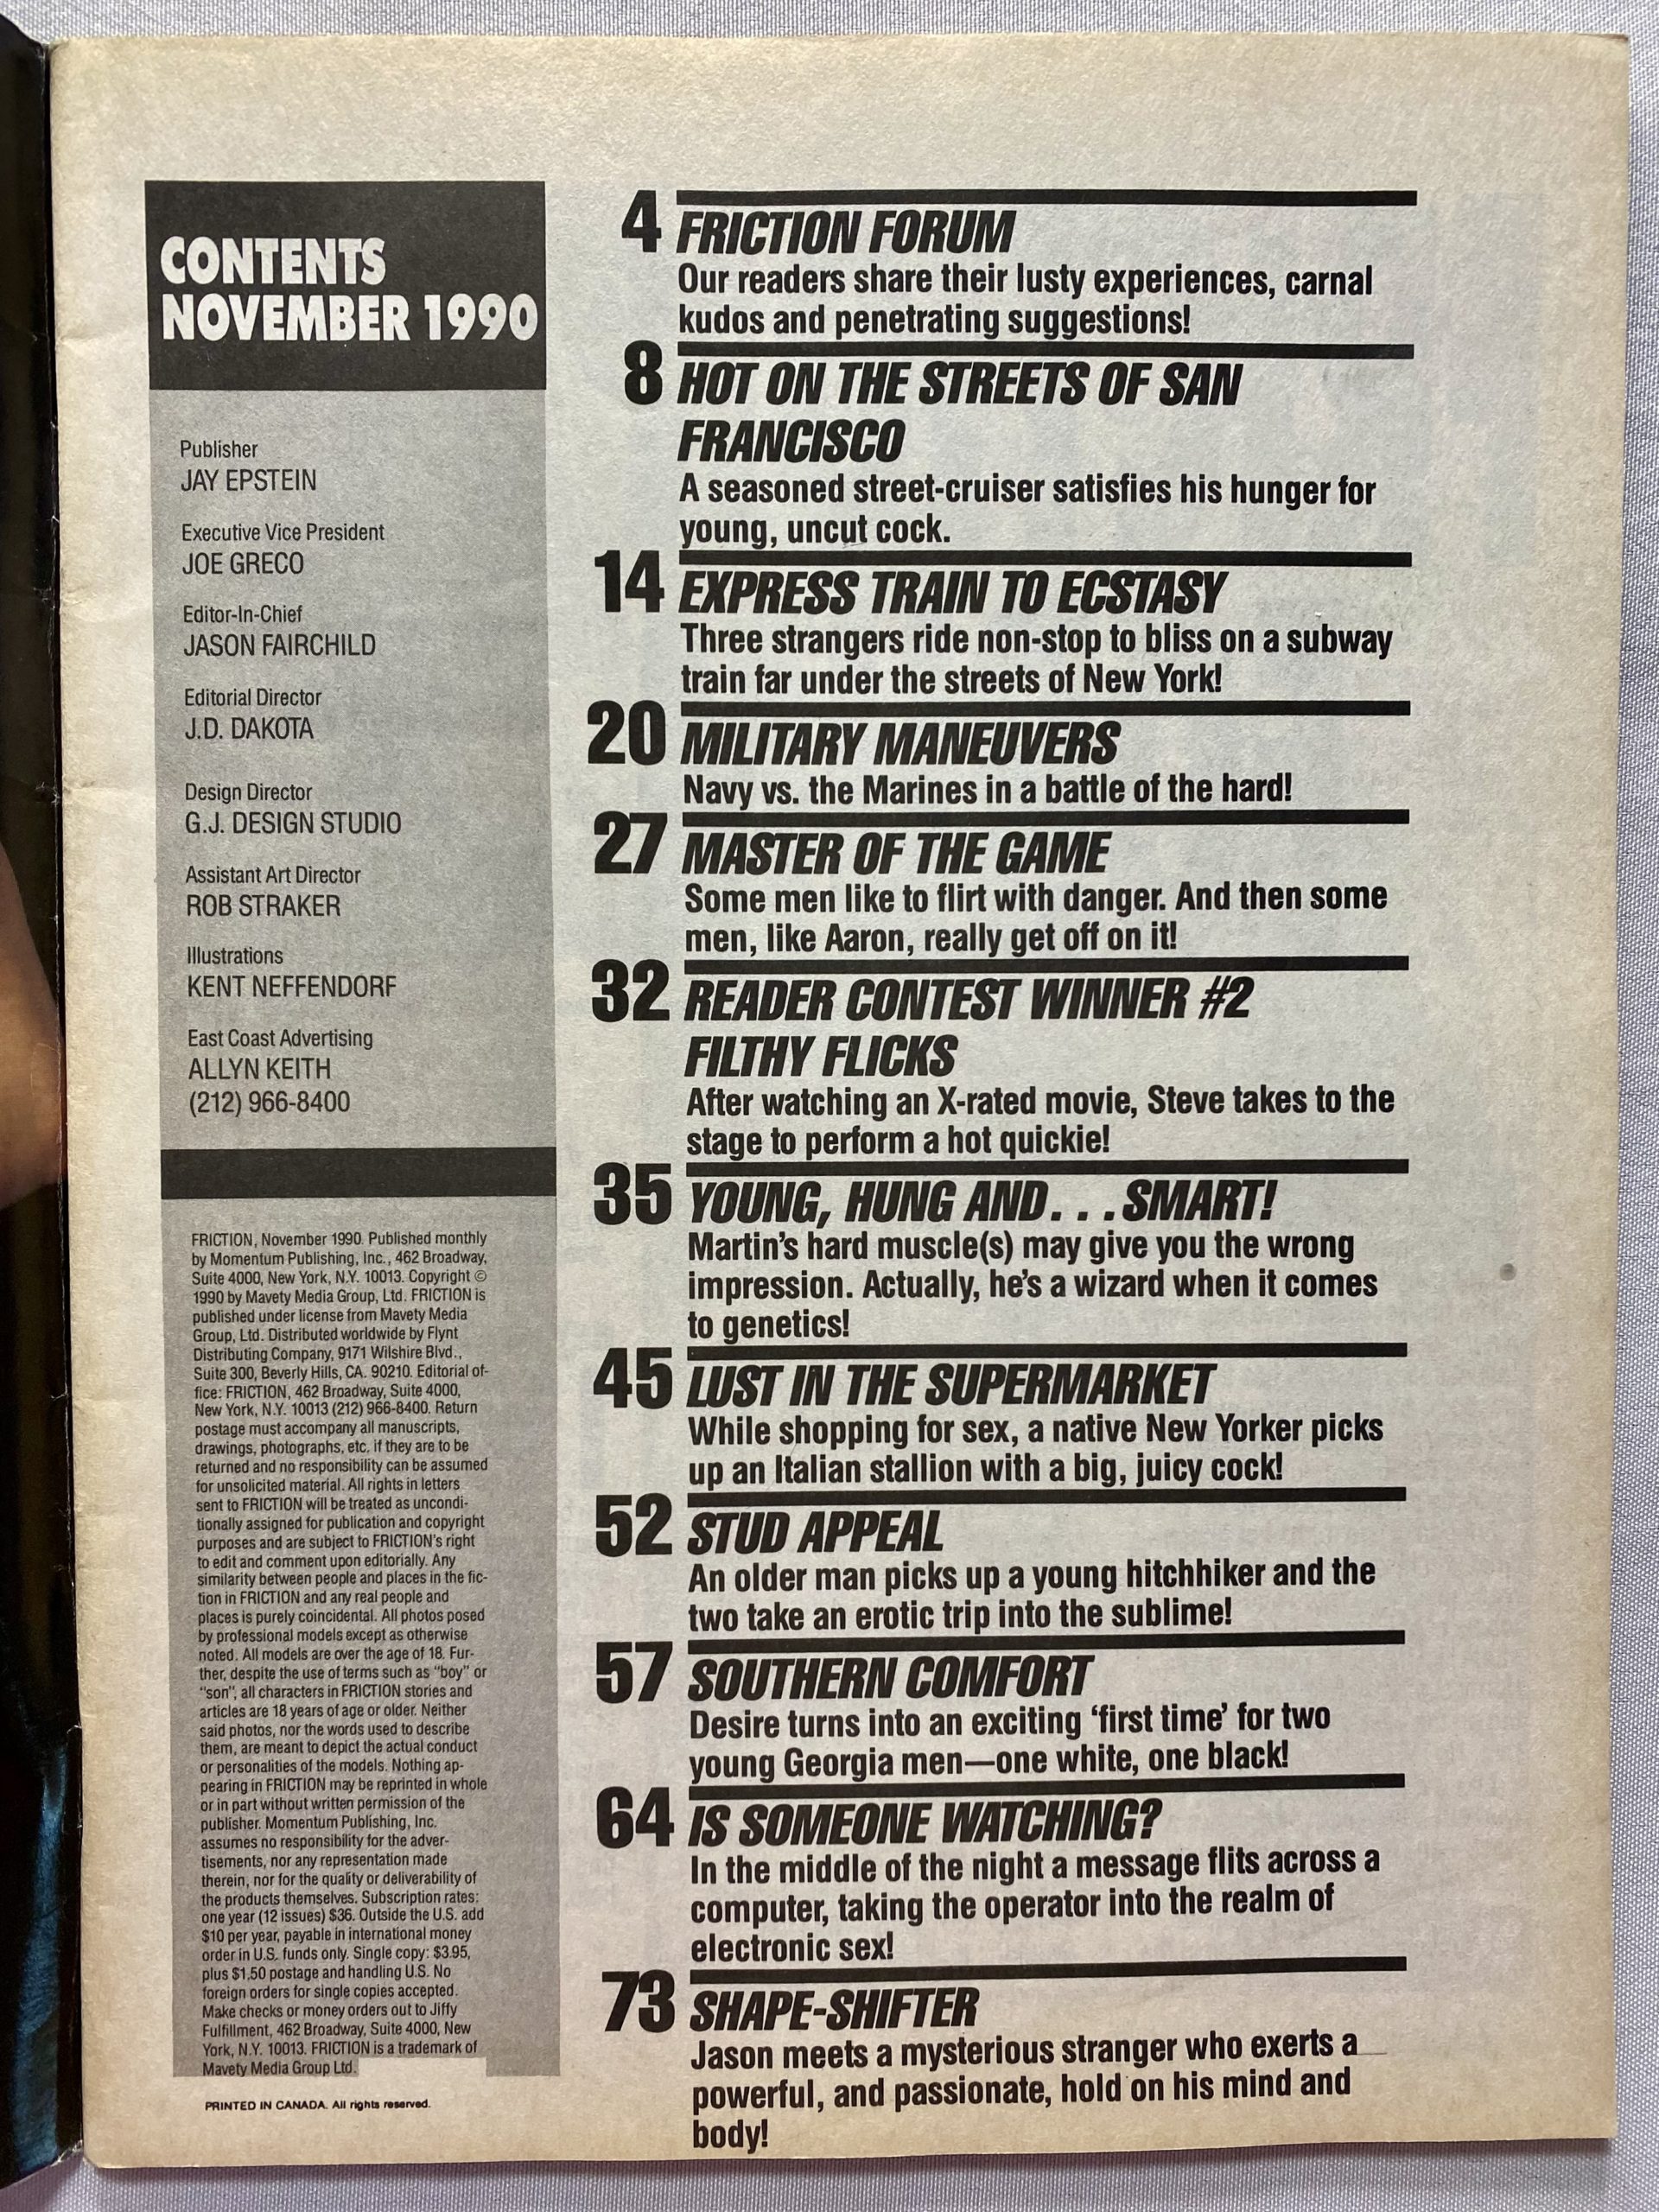 CONTENTS
NOVEMBER 1990
Publisher
JAY EPSTEIN
Executive Vice President
JOE GRECO
Editor-In-Chief
JASON FAIRCHILD
Editorial Director
J.D. DAKOTA
Design Director
G.J. DESIGN STUDIO
Assistant Art Director
ROB STRAKER
Illustrations
KENT NEFFENDORF
East Coast Advertising
ALLYN KEITH
(212) 966-8400
FRICTION, November 1990. Published monthly
by Momentum Publishing, Inc., 462 Broadway,
Suite 4000, New York, N.Y. 10013. Copyright ©
1990 by Mavety Media Group, Ltd. FRICTION is
published under license from Mavety Media
Group, Ltd. Distributed worldwide by Flynt
Distributing Company, 9171 Wilshire Blvd.,
Suite 300, Beverly Hills, CA. 90210. Editorial of-
fice: FRICTION, 462 Broadway, Suite 4000,
New York, N.Y. 10013 (212) 966-8400. Return
postage must accompany all manuscripts,
drawings, photographs, etc. if they are to be
returned and no responsibility can be assumed
for unsolicited material. All rights in letters
sent to FRICTION will be treated as uncondi-
tionally assigned for publication and copyright
purposes and are subject to FRICTION's right
to edit and comment upon editorially. Any
similarity between people and places in the fic-
tion in FRICTION and any real people and
places is purely coincidental. All photos posed
by professional models except as otherwise
noted. All models are over the age of 18. Fur-
ther, despite the use of terms such as "boy" or
"son", all characters in FRICTION stories and
articles are 18 years of age or older. Neither
said photos, nor the words used to describe
them, are meant to depict the actual conduct
or personalities of the models. Nothing ap-
pearing in FRICTION may be reprinted in whole
or in part without written permission of the
publisher. Momentum Publishing, Inc.
assumes no responsibility for the adver-
tisements, nor any representation made
therein, nor for the quality or deliverability of
the products themselves. Subscription rates:
one year (12 issues) $36. Outside the U.S. add
$10 per year, payable in international money
order in U.S. funds only. Single copy: $3.95,
plus $1.50 postage and handling U.S. No
foreign orders for single copies accepted.
Make checks or money orders out to Jiffy
Fulfillment, 462 Broadway, Suite 4000, New
York, N.Y. 10013. FRICTION is a trademark of
Mavety Media Group Ltd.
PRINTED IN CANADA. All rights reserved.
4 FRICTION FORUM
Our readers share their lusty experiences, carnal
kudos and penetrating suggestions!
8 HOT ON THE STREETS OF SAN
FRANCISCO
A seasoned street-cruiser satisfies his hunger for
young, uncut cock.
14 EXPRESS TRAIN TO ECSTASY
Three strangers ride non-stop to bliss on a subway
train far under the streets of New York!
20 MILITARY MANEUVERS
Navy vs. the Marines in a battle of the hard!
27 MASTER OF THE GAME
Some men like to flirt with danger. And then some
men, like Aaron, really get off on it!
32 READER CONTEST WINNER #2
FILTHY FLICKS
After watching an X-rated movie, Steve takes to the
stage to perform a hot quickie!
35 YOUNG, HUNG AND...SMART!
Martin's hard muscle(s) may give you the wrong
impression. Actually, he's a wizard when it comes
to genetics!
45 LUST IN THE SUPERMARKET
While shopping for sex, a native New Yorker picks
up an Italian stallion with a big, juicy cock!
52 STUD APPEAL
An older man picks up a young hitchhiker and the
two take an erotic trip into the sublime!
57 SOUTHERN COMFORT
Desire turns into an exciting 'first time' for two
young Georgia men—one white, one black!
64 IS SOMEONE WATCHING?
In the middle of the night a message flits across a
computer, taking the operator into the realm of
electronic sex!
73 SHAPE-SHIFTER
Jason meets a mysterious stranger who exerts a
powerful, and passionate, hold on his mind and
body!